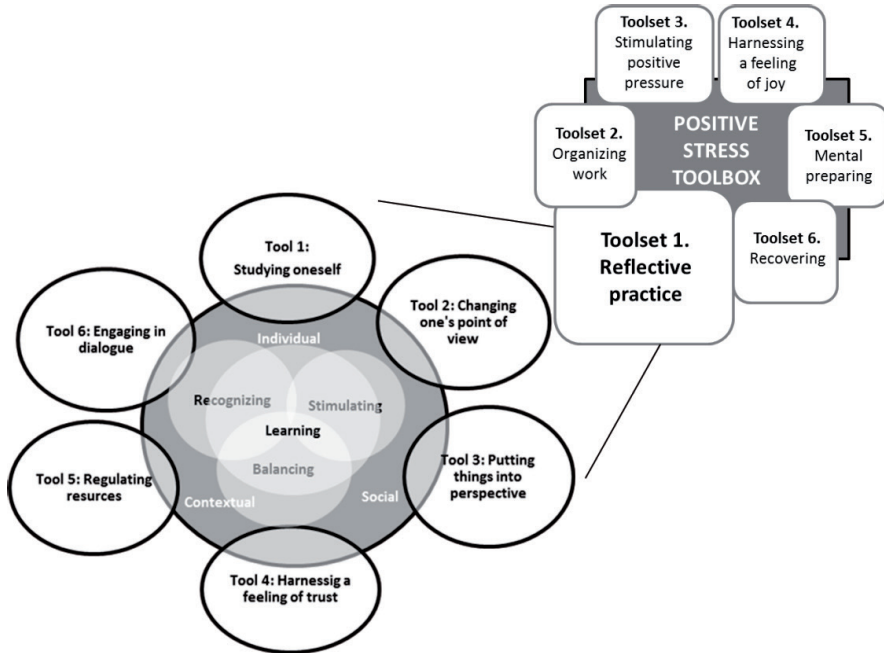 Toolset 3.
Stimulating
positive
pressure
Toolset 4.
Harnessing
a feeling
of joy
Toolset 2.
Organizing
work
POSITIVE
STRESS
TOOLBOX
Toolset 5.
Mental
preparing
Toolset 1.
Reflective
practice
Toolset 6.
Recovering
Tool 1:
Studying oneself
Tool 2: Changing
one's point of
view
Tool 6: Engaging in
dialogue
Individual
Recognizing
Stimulating
Learning
Balancing
Tool 3: Putting
things into
perspective
Tool 5: Regulating
resurces
Contextual
Social
Tool 4: Harnessig a
feeling of trust